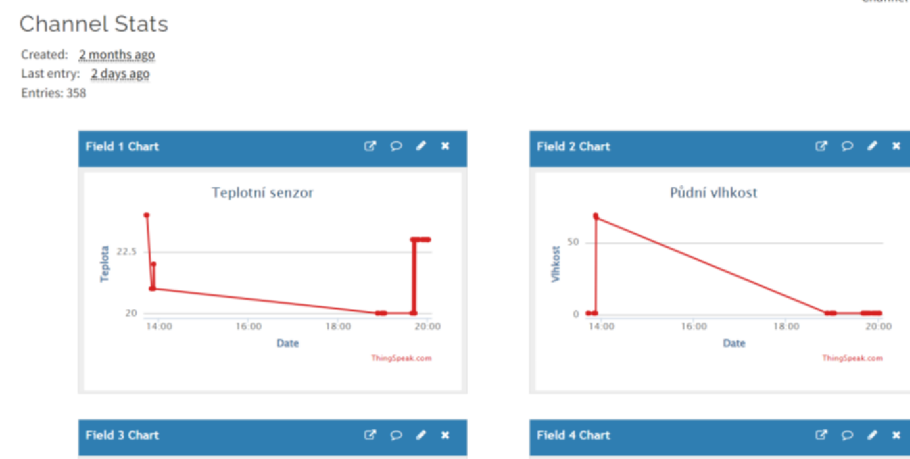 Channel Stats
Created: 2 months ago
Last entry: 2 days ago
Entries: 358
Field 1 Chart
Teplotní senzor
Teplota
22.5
20
14:00 16:00 18:00 20:00
Date
ThingSpeak.com
Field 2 Chart
Půdní vlhkost
Vlhkost
50
0
14:00 16:00 18:00 20:00
Date
ThingSpeak.com
Field 3 Chart
Field 4 Chart